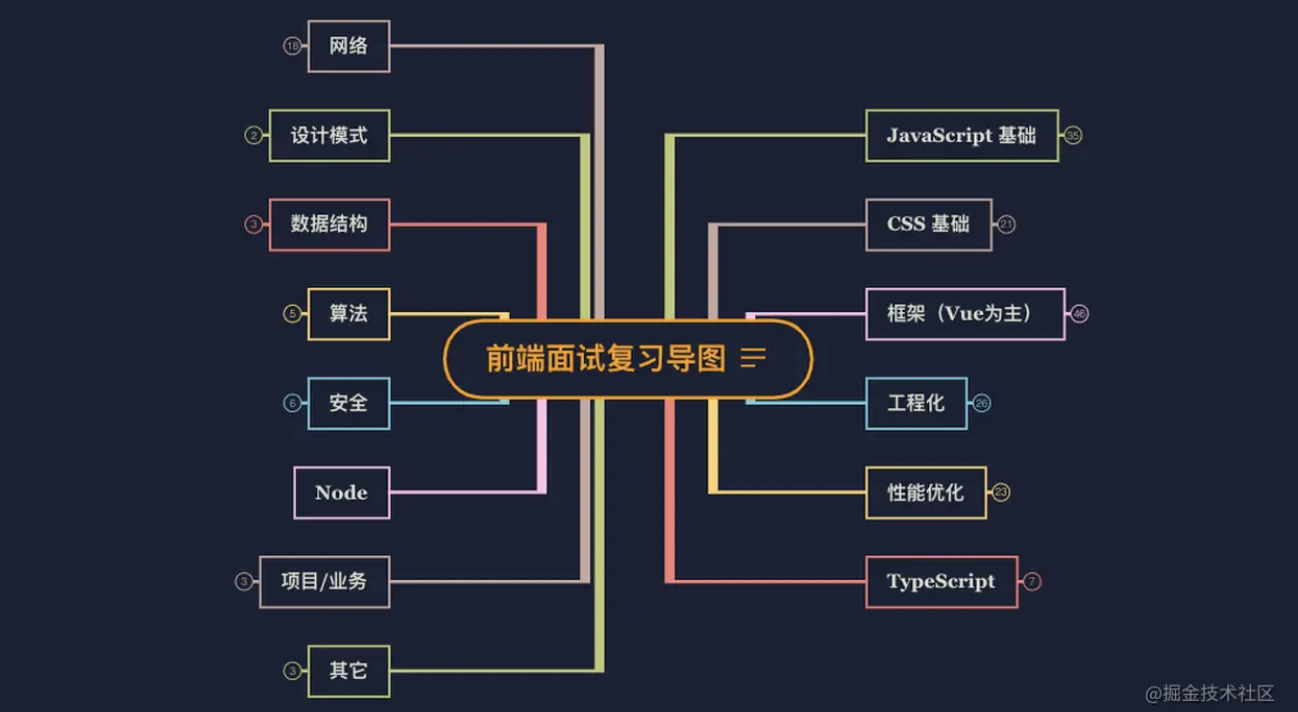 前端面试复习导图
JavaScript 基础
35
CSS 基础
21
框架（Vue为主）
46
工程化
26
性能优化
23
TypeScript
7
网络
18
设计模式
2
数据结构
3
算法
5
安全
6
Node
项目/业务
3
其它
3
@掘金技术社区